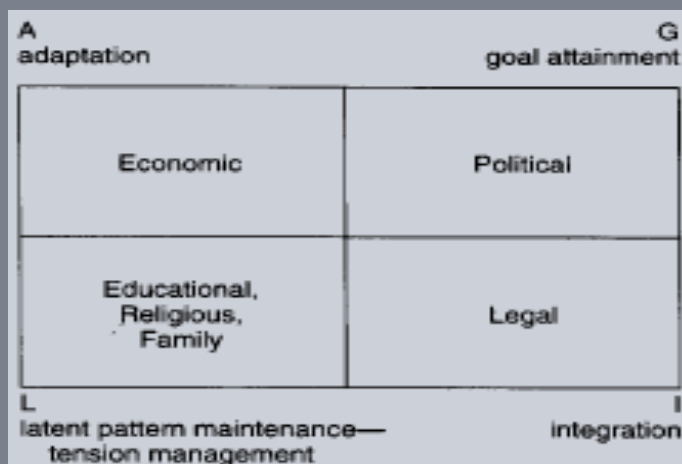 A
adaptation
G
goal attainment
Economic
Political
Educational,
Religious,
Family
Legal
L
latent pattern maintenance—
tension management
I
integration